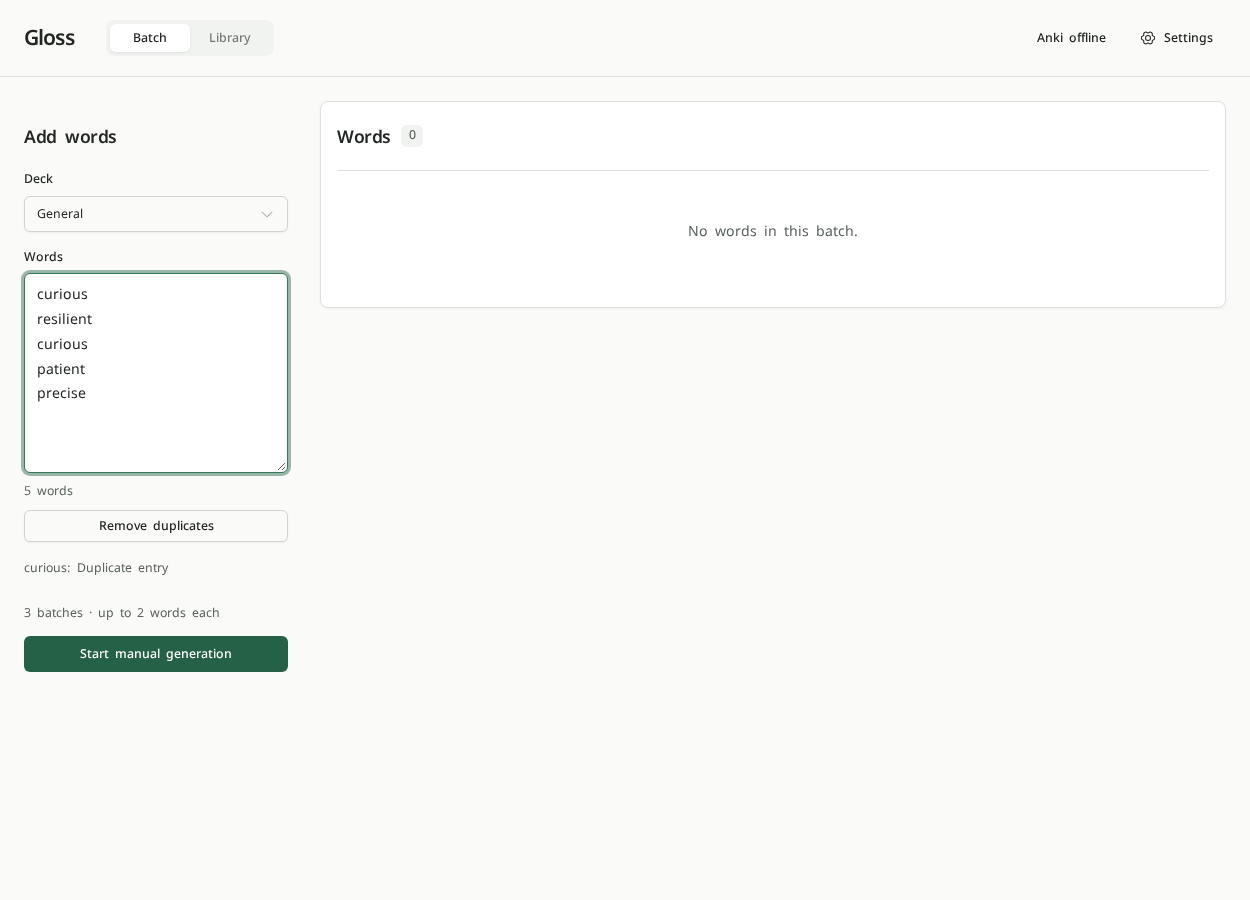 Gloss
Batch
Library
Anki offline
Settings
Add words
Deck
General
Words
curious
resilient
curious
patient
precise
5 words
Remove duplicates
curious: Duplicate entry
3 batches · up to 2 words each
Start manual generation
Words 0
No words in this batch.